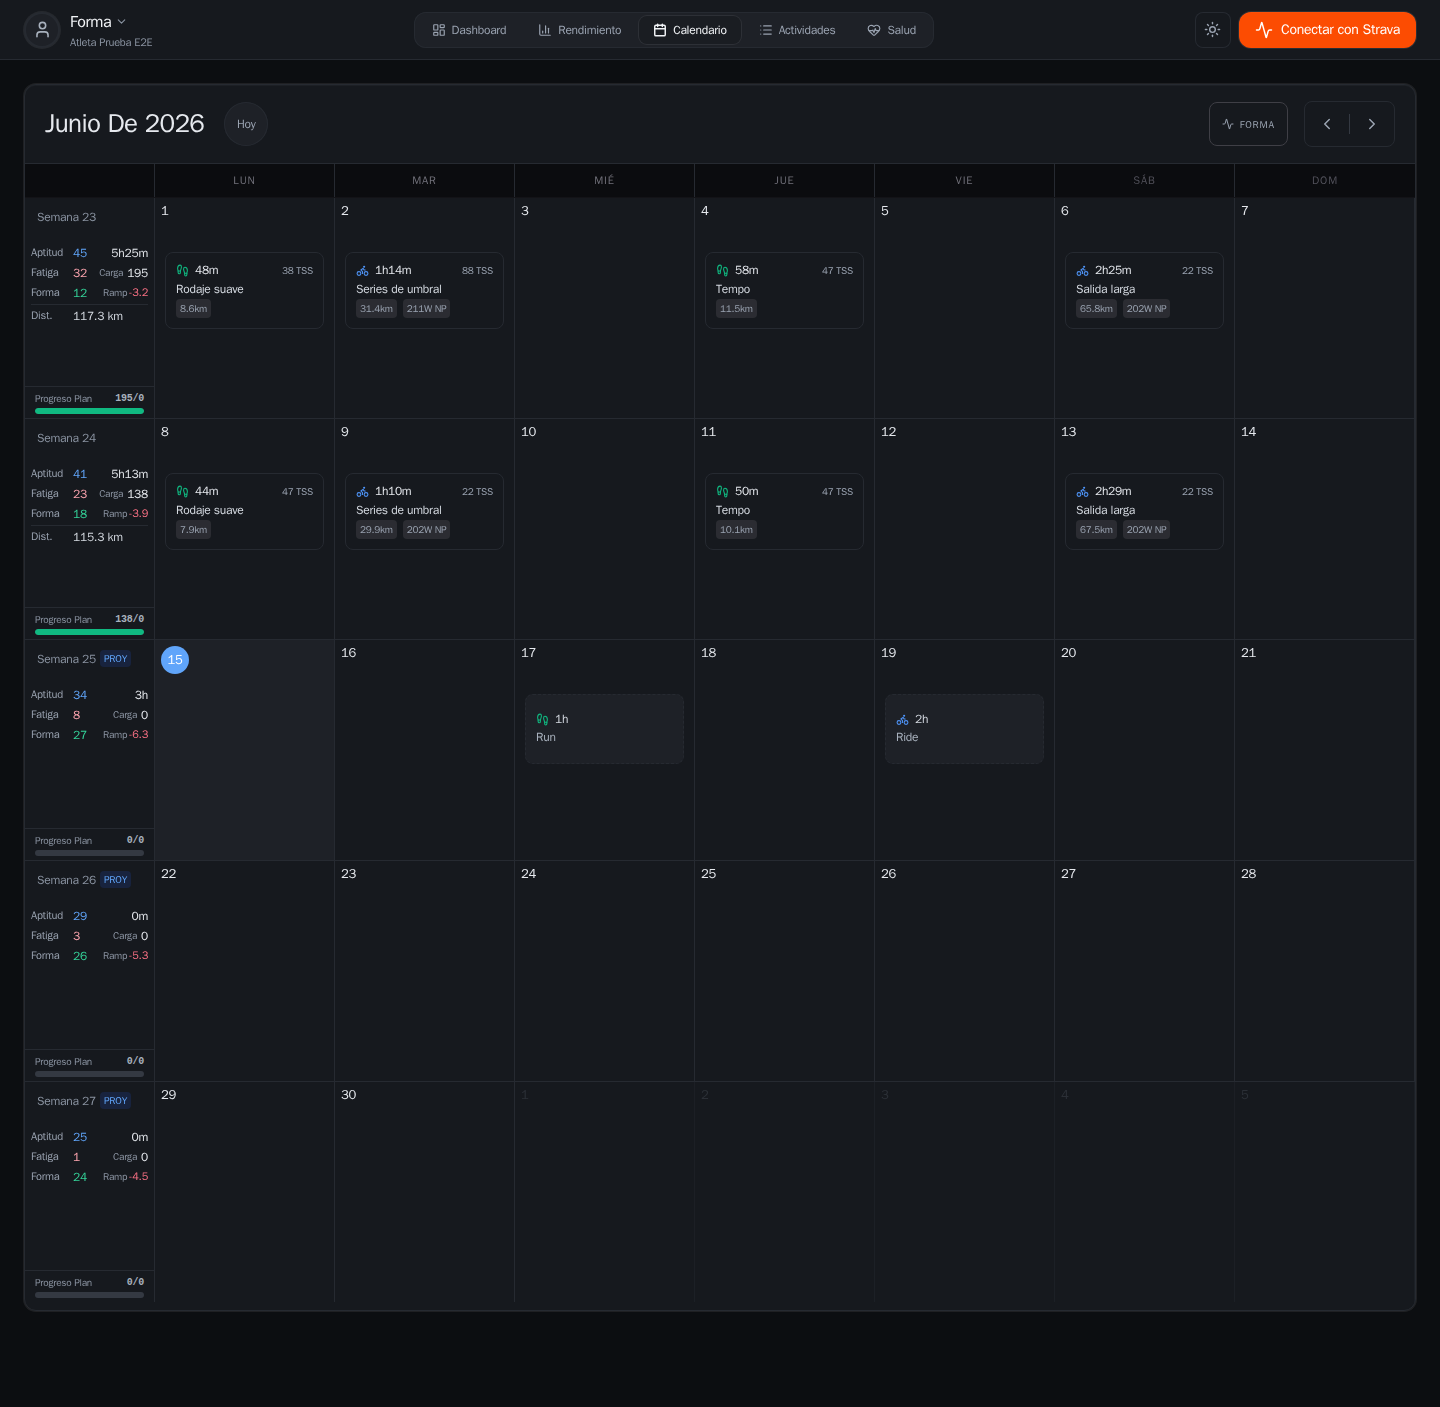 Forma
Atleta Prueba E2E
Dashboard
Rendimiento
Calendario
Actividades
Salud
Conectar con Strava
Junio De 2026
Hoy
FORMA
LUN
MAR
MIÉ
JUE
VIE
SÁB
DOM
Semana 23
Aptitud 45 5h25m
Fatiga 32 Carga 195
Forma 12 Ramp -3.2
Dist. 117.3 km
Progreso Plan 195/0
1
48m 38 TSS
Rodaje suave
8.6km
2
1h14m 88 TSS
Series de umbral
31.4km 211W NP
3
4
58m 47 TSS
Tempo
11.5km
5
6
2h25m 22 TSS
Salida larga
65.8km 202W NP
7
Semana 24
Aptitud 41 5h13m
Fatiga 23 Carga 138
Forma 18 Ramp -3.9
Dist. 115.3 km
Progreso Plan 138/0
8
44m 47 TSS
Rodaje suave
7.9km
9
1h10m 22 TSS
Series de umbral
29.9km 202W NP
10
11
50m 47 TSS
Tempo
10.1km
12
13
2h29m 22 TSS
Salida larga
67.5km 202W NP
14
Semana 25 PROY
Aptitud 34 3h
Fatiga 8 Carga 0
Forma 27 Ramp -6.3
Progreso Plan 0/0
15
16
17
1h
Run
18
19
2h
Ride
20
21
Semana 26 PROY
Aptitud 29 0m
Fatiga 3 Carga 0
Forma 26 Ramp -5.3
Progreso Plan 0/0
22
23
24
25
26
27
28
Semana 27 PROY
Aptitud 25 0m
Fatiga 1 Carga 0
Forma 24 Ramp -4.5
Progreso Plan 0/0
29
30
1
2
3
4
5